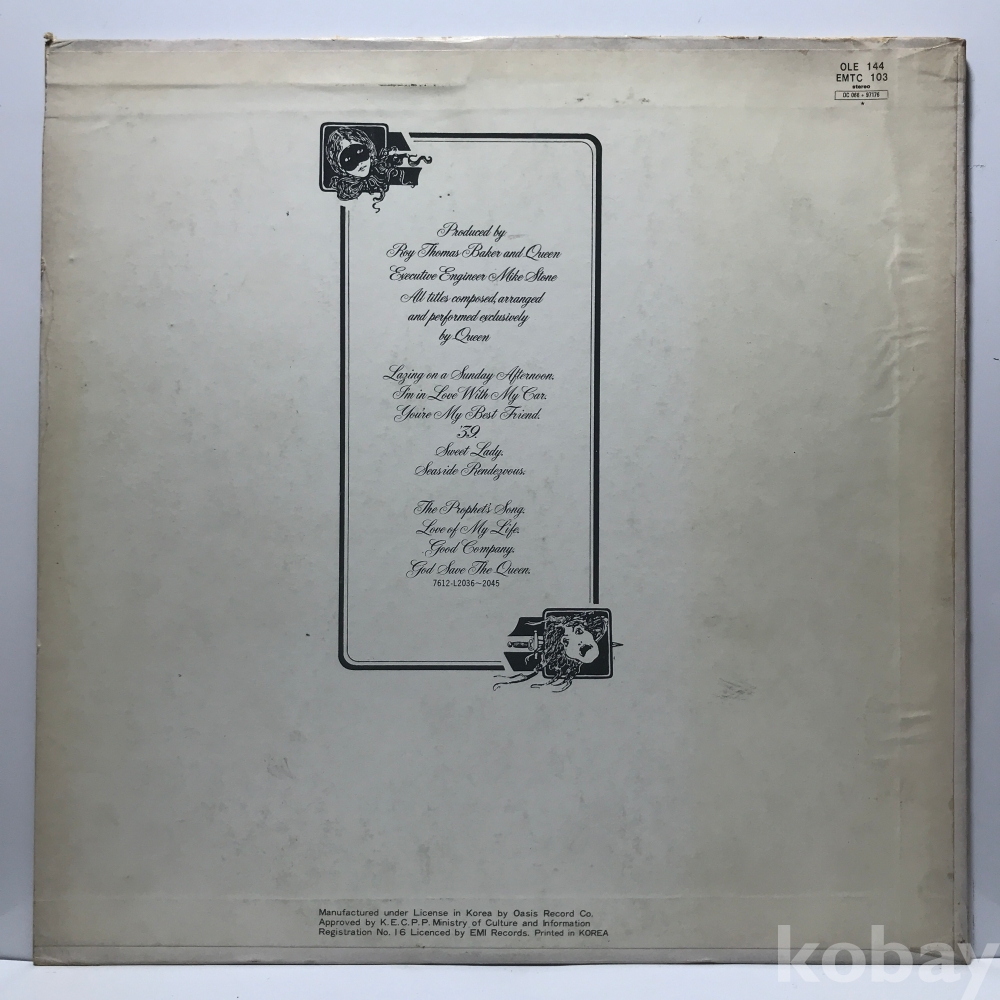 OLE 144
EMTC 103
stereo
OC 066 • 97176
Produced by
Roy Thomas Baker and Queen
Executive Engineer Mike Stone
All titles composed, arranged
and performed exclusively
by Queen
Lazing on a Sunday Afternoon.
I'm in Love With My Car.
You're My Best Friend.
'39.
Sweet Lady.
Seaside Rendezvous.
The Prophet's Song.
Love of My Life.
Good Company.
God Save The Queen.
7612-L2036~2045
Manufactured under License in Korea by Oasis Record Co.
Approved by K.E.C.P.P. Ministry of Culture and Information
Registration No. 16 Licenced by EMI Records. Printed in KOREA
kobay